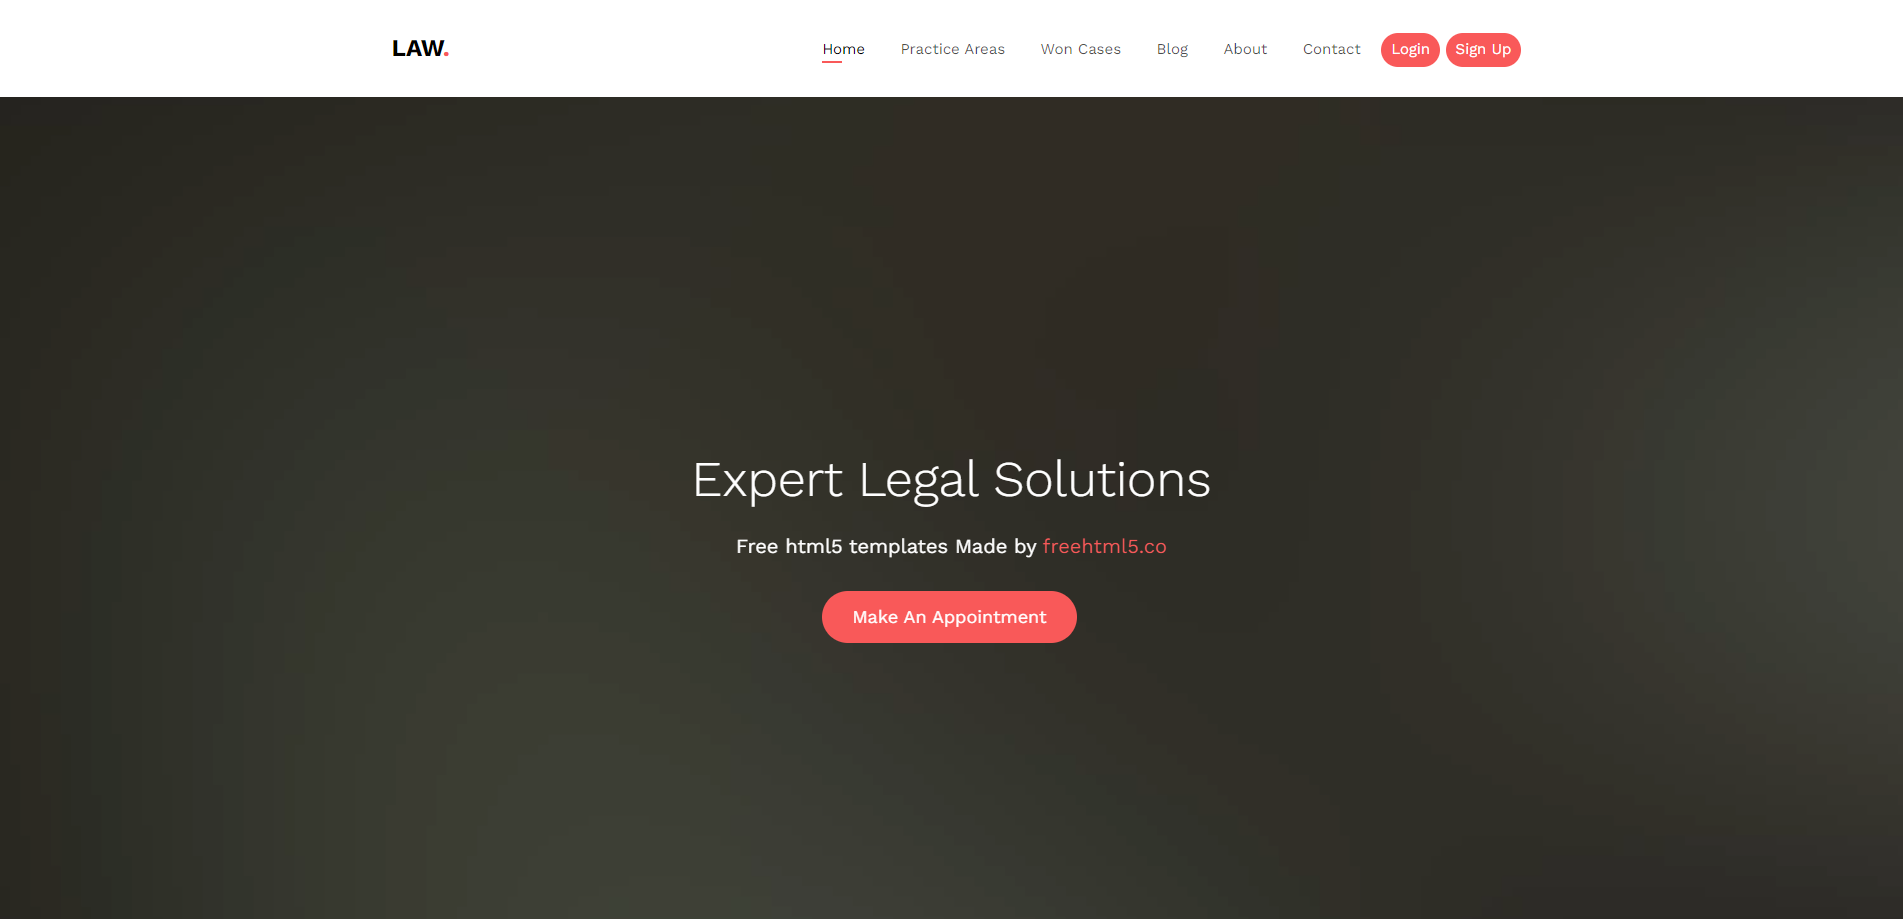 LAW.
Home Practice Areas Won Cases Blog About Contact Login Sign Up
Expert Legal Solutions
Free html5 templates Made by freehtml5.co
Make An Appointment